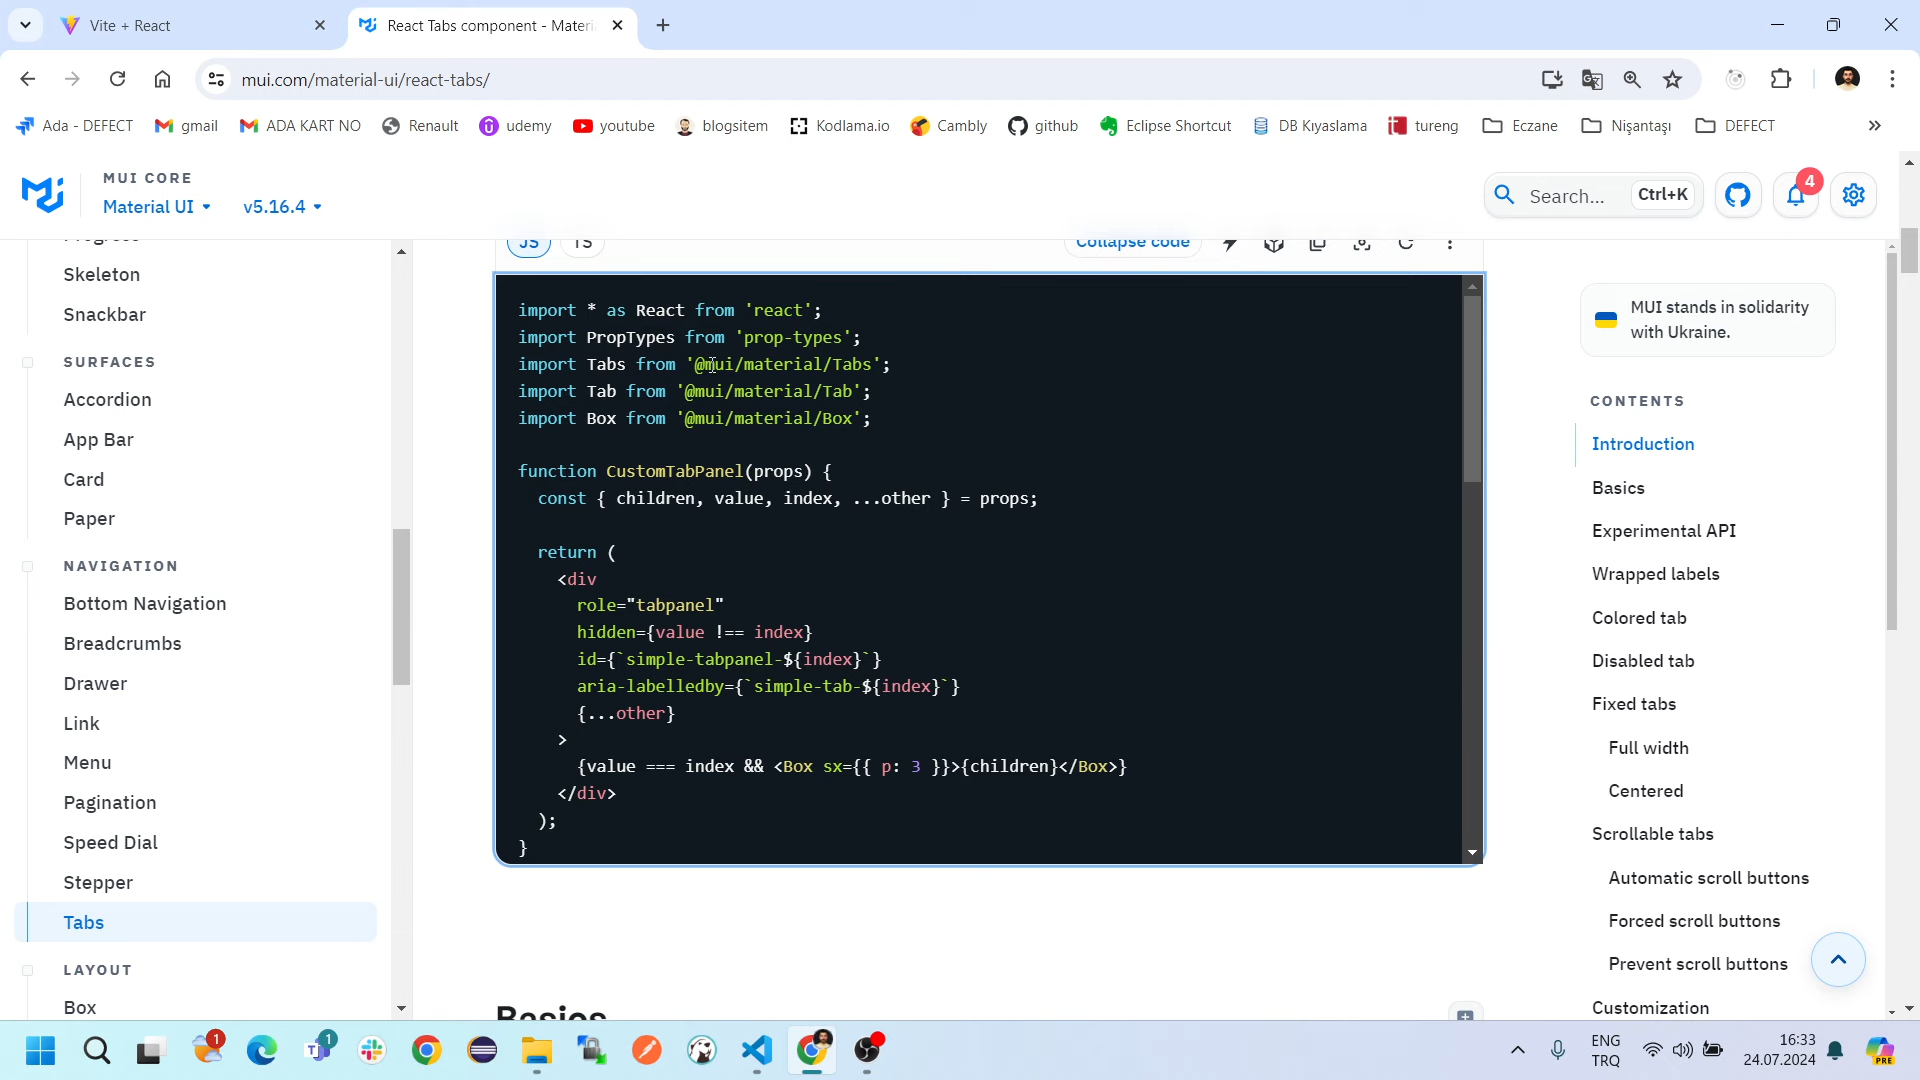 Vite + React
React Tabs component - Materi
mui.com/material-ui/react-tabs/
Ada - DEFECT
gmail
ADA KART NO
Renault
udemy
youtube
blogsitem
Kodlama.io
Cambly
github
Eclipse Shortcut
DB Kıyaslama
tureng
Eczane
Nişantaşı
DEFECT
MUI CORE
Material UI
v5.16.4
Search...
Ctrl+K
4
Progress
Skeleton
Snackbar
SURFACES
Accordion
App Bar
Card
Paper
NAVIGATION
Bottom Navigation
Breadcrumbs
Drawer
Link
Menu
Pagination
Speed Dial
Stepper
Tabs
LAYOUT
Box
JS
TS
Collapse code
import * as React from 'react';
import PropTypes from 'prop-types';
import Tabs from '@mui/material/Tabs';
import Tab from '@mui/material/Tab';
import Box from '@mui/material/Box';
function CustomTabPanel(props) {
const { children, value, index, ...other } = props;
return (
<div
role="tabpanel"
hidden={value !== index}
id={`simple-tabpanel-${index}`}
aria-labelledby={`simple-tab-${index}`}
{...other}
>
{value === index && <Box sx={{ p: 3 }}>{children}</Box>}
</div>
);
}
Basics
MUI stands in solidarity
with Ukraine.
CONTENTS
Introduction
Basics
Experimental API
Wrapped labels
Colored tab
Disabled tab
Fixed tabs
Full width
Centered
Scrollable tabs
Automatic scroll buttons
Forced scroll buttons
Prevent scroll buttons
Customization
1
1
ENG
TRQ
16:33
24.07.2024
PRE